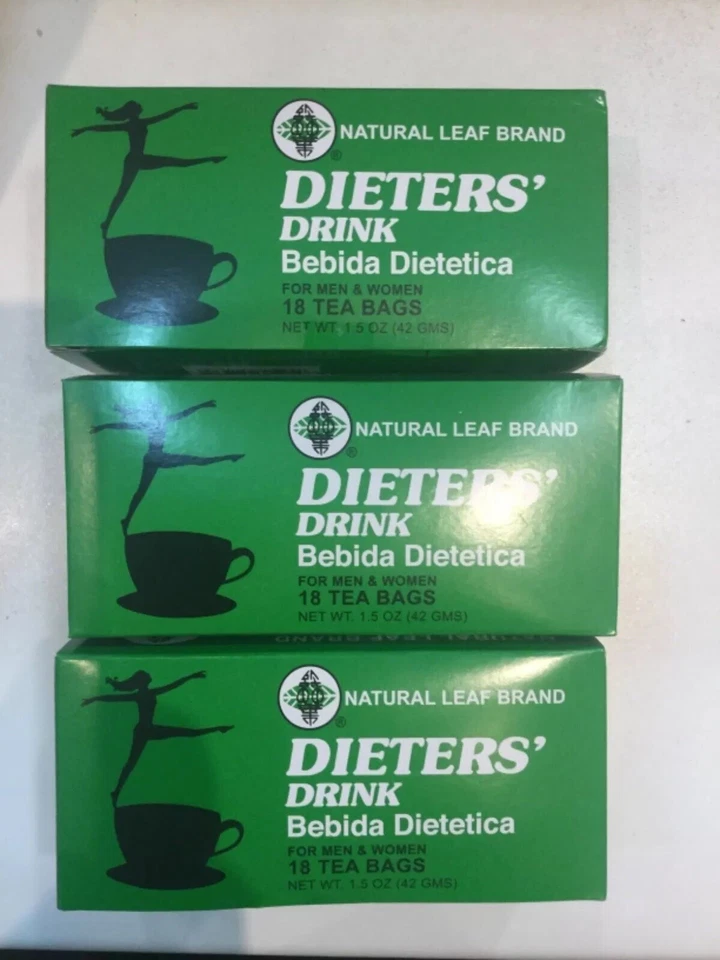 NATURAL LEAF BRAND
®
DIETERS'
DRINK
Bebida Dietetica
FOR MEN & WOMEN
18 TEA BAGS
NET WT. 1.5 OZ (42 GMS)
NATURAL LEAF BRAND
®
DIETERS'
DRINK
Bebida Dietetica
FOR MEN & WOMEN
18 TEA BAGS
NET WT. 1.5 OZ (42 GMS)
NATURAL LEAF BRAND
NATURAL LEAF BRAND
®
DIETERS'
DRINK
Bebida Dietetica
FOR MEN & WOMEN
18 TEA BAGS
NET WT. 1.5 OZ (42 GMS)